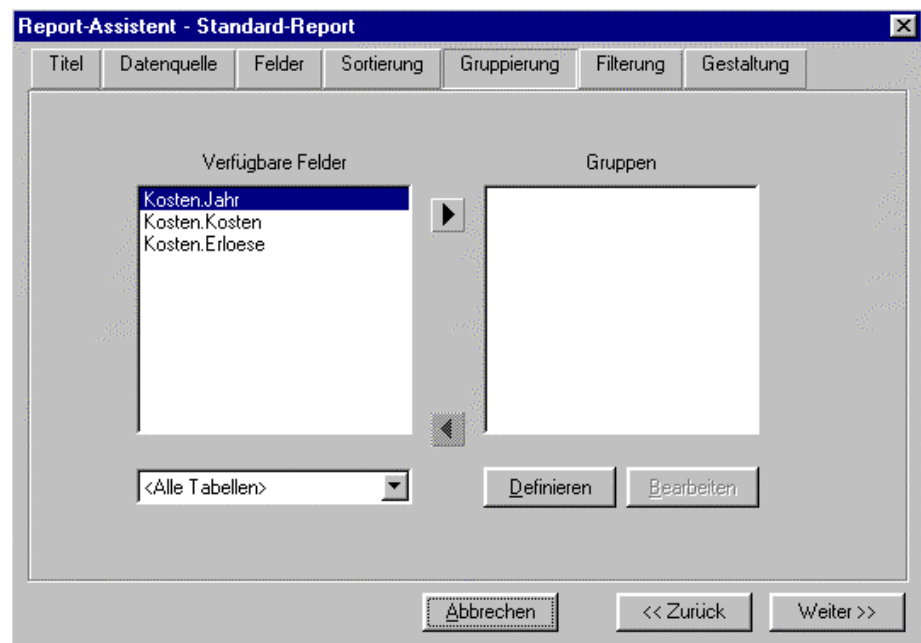 Report-Assistent - Standard-Report
Titel Datenquelle Felder Sortierung Gruppierung Filterung Gestaltung
Verfügbare Felder Gruppen
Kosten.Jahr
Kosten.Kosten
Kosten.Erloese
<Alle Tabellen> Definieren Bearbeiten
Abbrechen << Zurück Weiter >>